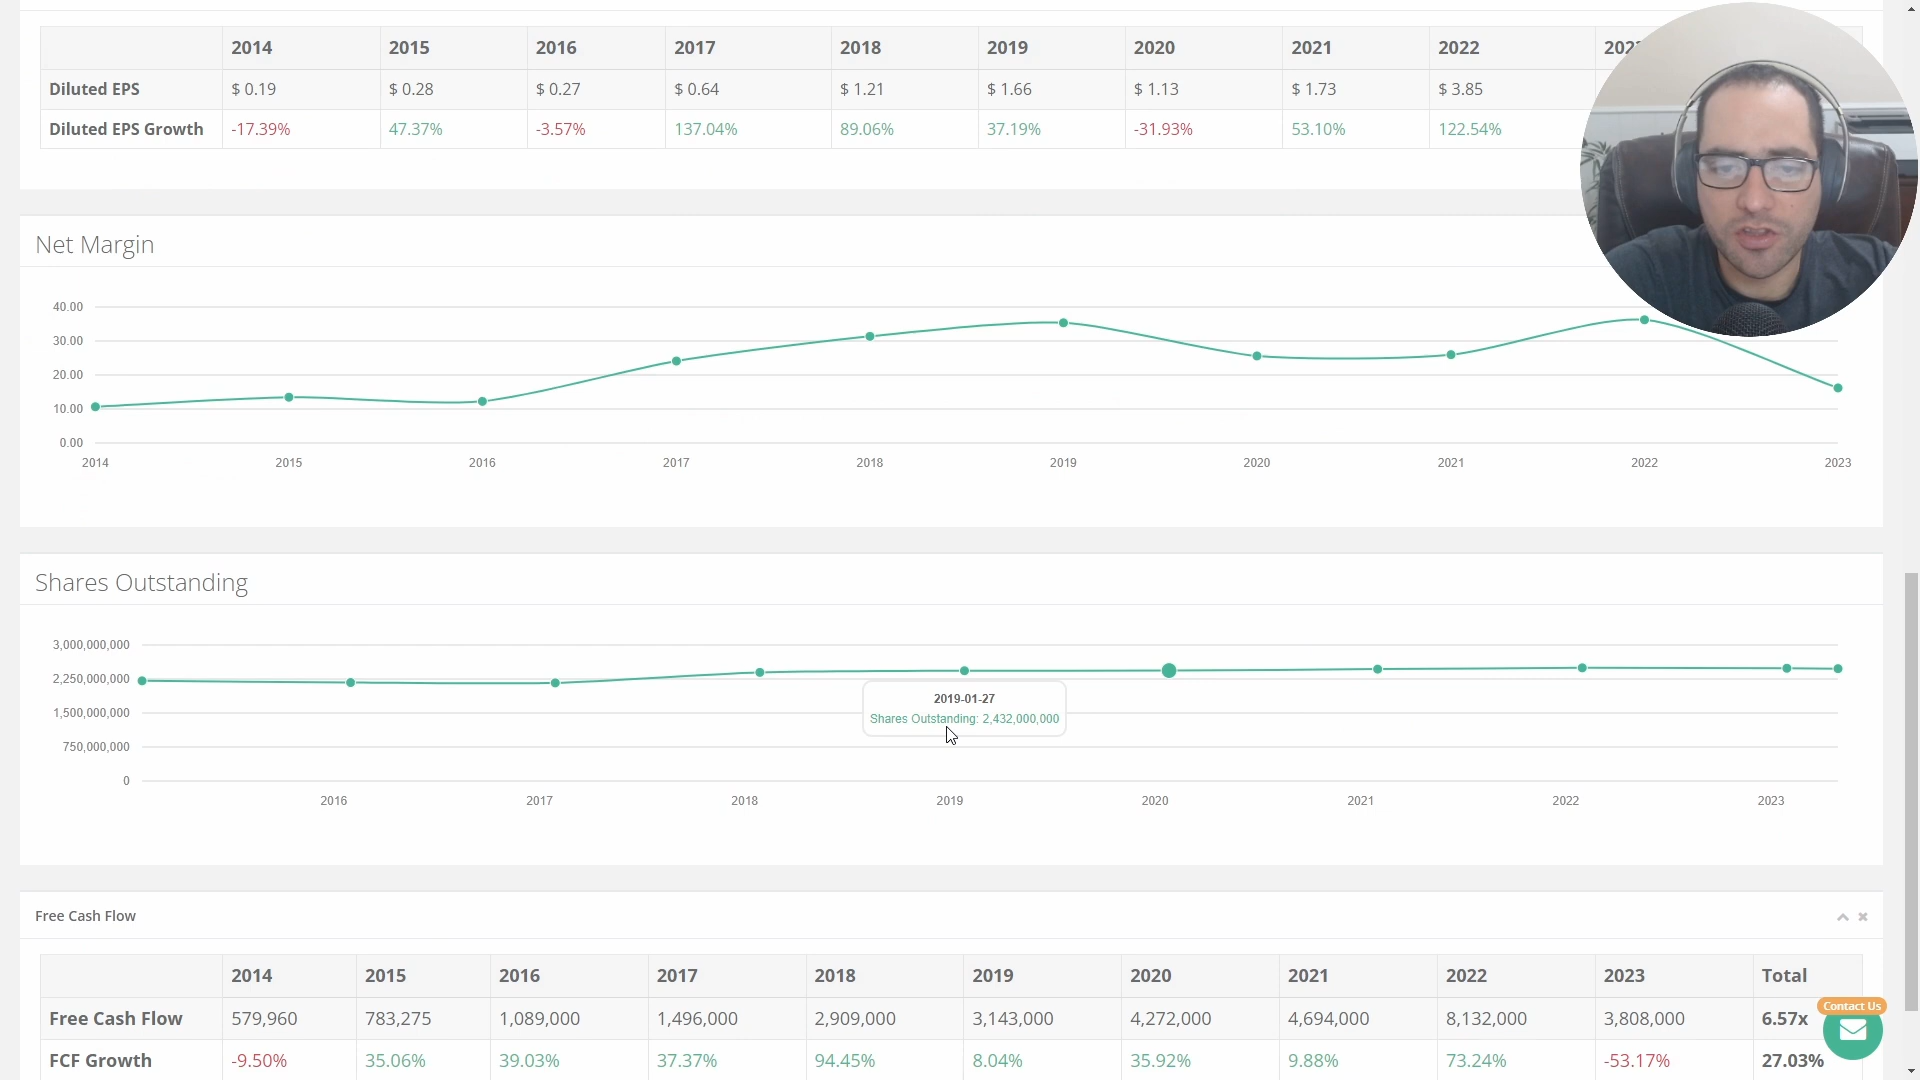 2014 2015 2016 2017 2018 2019 2020 2021 2022
Diluted EPS $ 0.19 $ 0.28 $ 0.27 $ 0.64 $ 1.21 $ 1.66 $ 1.13 $ 1.73 $ 3.85
Diluted EPS Growth -17.39% 47.37% -3.57% 137.04% 89.06% 37.19% -31.93% 53.10% 122.54%
Net Margin
40.00
30.00
20.00
10.00
0.00
2014 2015 2016 2017 2018 2019 2020 2021 2022 2023
Shares Outstanding
3,000,000,000
2,250,000,000
1,500,000,000
750,000,000
0
2019-01-27
Shares Outstanding: 2,432,000,000
2016 2017 2018 2019 2020 2021 2022 2023
Free Cash Flow
2014 2015 2016 2017 2018 2019 2020 2021 2022 2023 Total
Free Cash Flow 579,960 783,275 1,089,000 1,496,000 2,909,000 3,143,000 4,272,000 4,694,000 8,132,000 3,808,000 6.57x
FCF Growth -9.50% 35.06% 39.03% 37.37% 94.45% 8.04% 35.92% 9.88% 73.24% -53.17% 27.03%
Contact Us